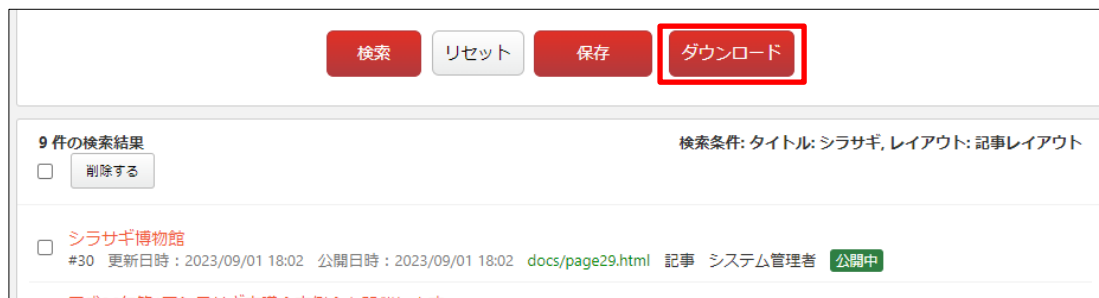 検索 リセット 保存 ダウンロード
9 件の検索結果 検索条件: タイトル: シラサギ, レイアウト: 記事レイアウト
削除する
シラサギ博物館
#30 更新日時：2023/09/01 18:02 公開日時：2023/09/01 18:02 docs/page29.html 記事 システム管理者 公開中